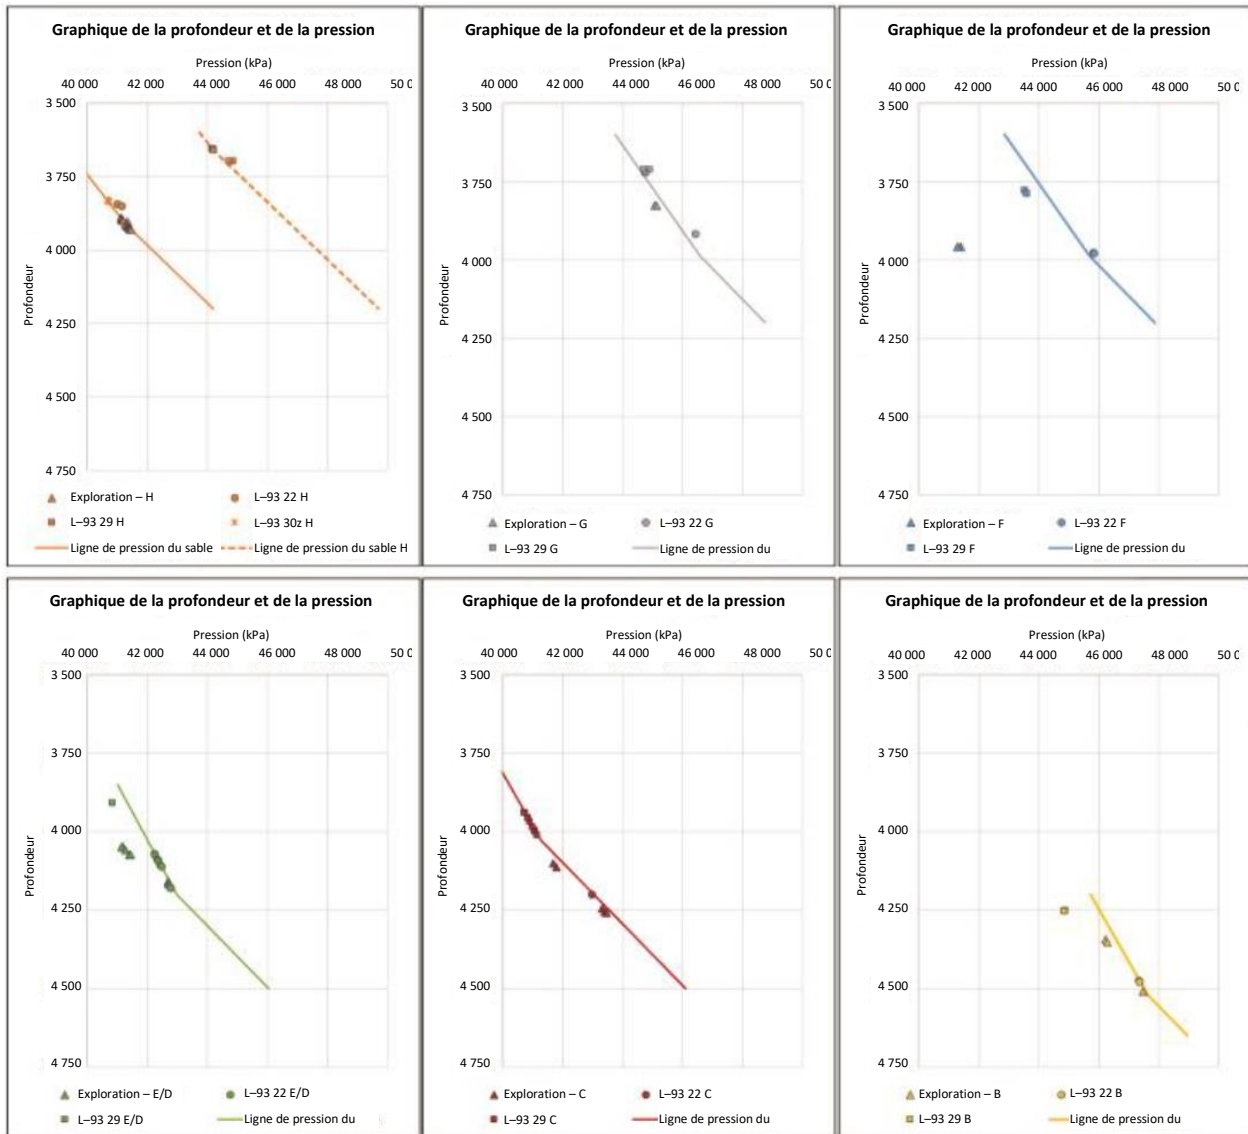 Graphique de la profondeur et de la pression
Pression (kPa)
40 000 42 000 44 000 46 000 48 000 50 0
3 500
3 750
4 000
4 250
4 500
4 750
Profondeur
Exploration – H
L–93 22 H
L–93 29 H
L–93 30z H
Ligne de pression du sable
Ligne de pression du sable H
Graphique de la profondeur et de la pression
Pression (kPa)
40 000 42 000 44 000 46 000 48 000 50 0
3 500
3 750
4 000
4 250
4 500
4 750
Profondeur
Exploration – G
L–93 22 G
L–93 29 G
Ligne de pression du
Graphique de la profondeur et de la pression
Pression (kPa)
40 000 42 000 44 000 46 000 48 000 50 0
3 500
3 750
4 000
4 250
4 500
4 750
Profondeur
Exploration – F
L–93 22 F
L–93 29 F
Ligne de pression du
Graphique de la profondeur et de la pression
Pression (kPa)
40 000 42 000 44 000 46 000 48 000 50 0
3 500
3 750
4 000
4 250
4 500
4 750
Profondeur
Exploration – E/D
L–93 22 E/D
L–93 29 E/D
Ligne de pression du
Graphique de la profondeur et de la pression
Pression (kPa)
40 000 42 000 44 000 46 000 48 000 50 0
3 500
3 750
4 000
4 250
4 500
4 750
Profondeur
Exploration – C
L–93 22 C
L–93 29 C
Ligne de pression du
Graphique de la profondeur et de la pression
Pression (kPa)
40 000 42 000 44 000 46 000 48 000 50 0
3 500
3 750
4 000
4 250
4 500
4 750
Profondeur
Exploration – B
L–93 22 B
L–93 29 B
Ligne de pression du